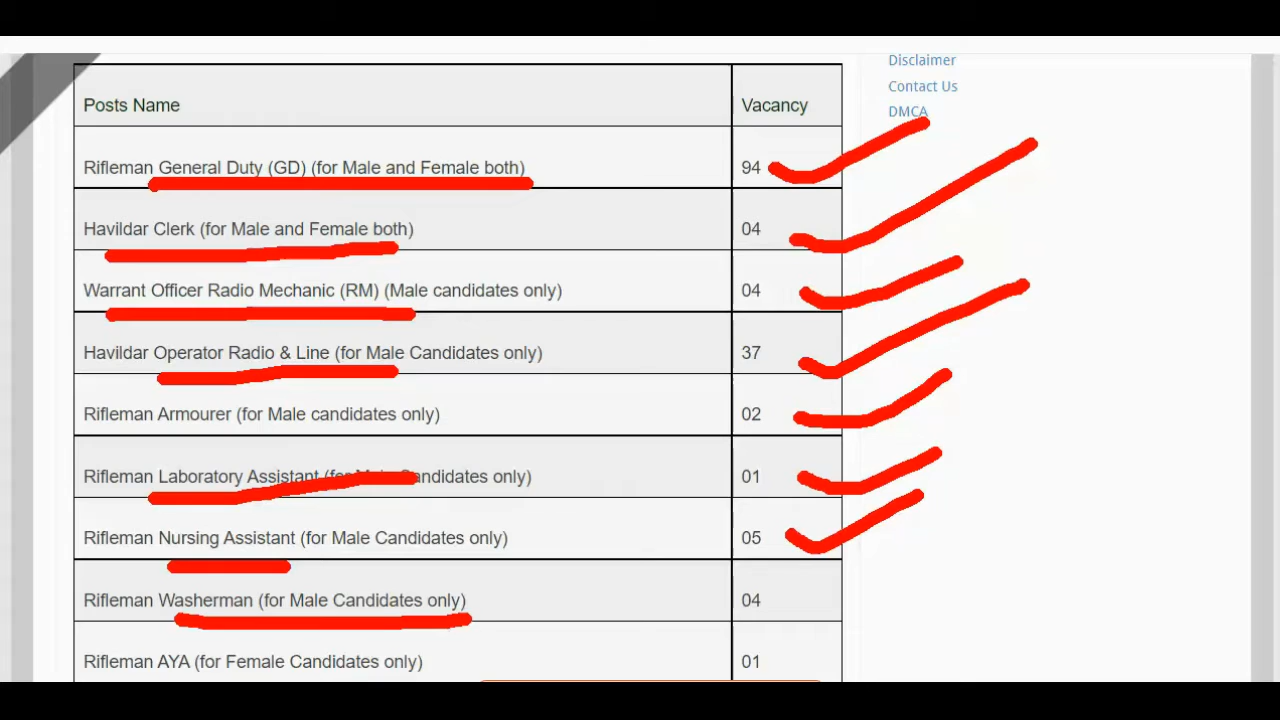 Disclaimer
Contact Us
DMCA
Posts Name Vacancy
Rifleman General Duty (GD) (for Male and Female both) 94
Havildar Clerk (for Male and Female both) 04
Warrant Officer Radio Mechanic (RM) (Male candidates only) 04
Havildar Operator Radio & Line (for Male Candidates only) 37
Rifleman Armourer (for Male candidates only) 02
Rifleman Laboratory Assistant (for Male Candidates only) 01
Rifleman Nursing Assistant (for Male Candidates only) 05
Rifleman Washerman (for Male Candidates only) 04
Rifleman AYA (for Female Candidates only) 01